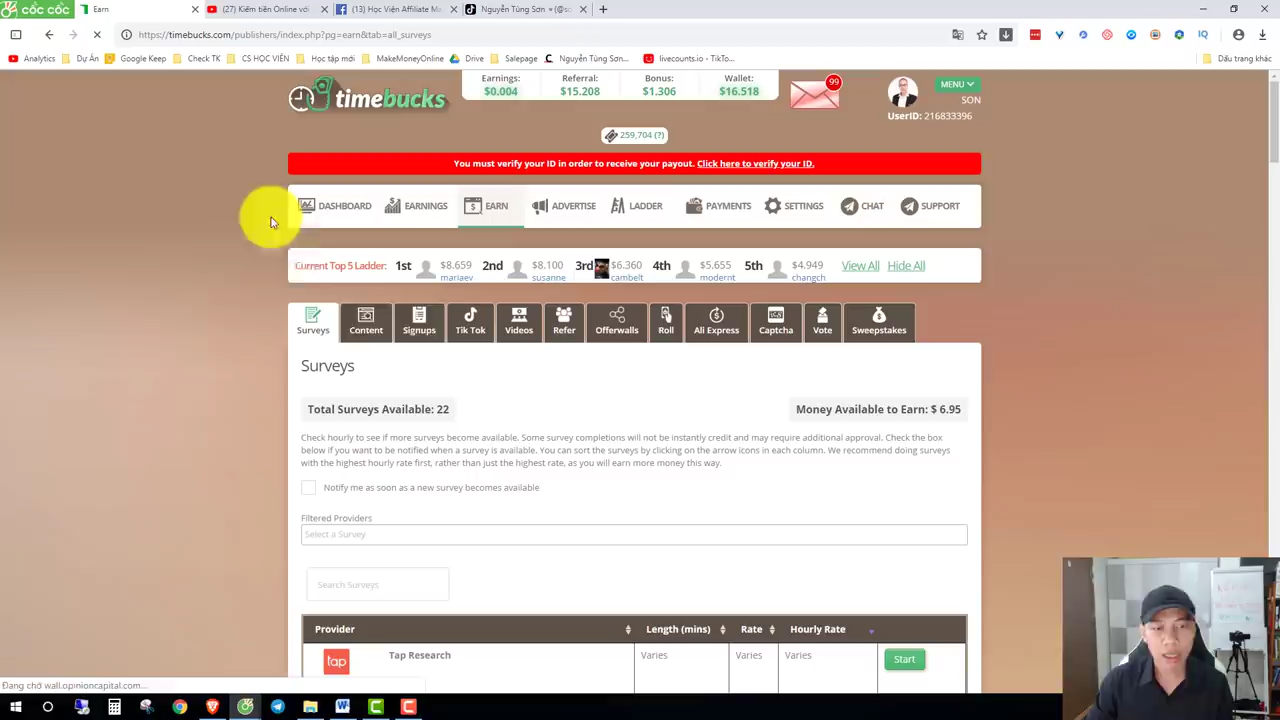 CỐC CỐC
Earn
(27) Kiếm tiền Online với
(13) Học Viện Affiliate M
Nguyễn Tùng Sơn
https://timebucks.com/publishers/index.php?pg=earn&tab=all_surveys
Analytics
Dự Án
Google Keep
Check TK
CS HỌC VIÊN
Học tập mới
MakeMoneyOnline
Drive
Salepage
Nguyễn Tùng Sơn...
livecounts.io - TikTo...
Dấu trang khác
timebucks
Earnings:
$0.004
Referral:
$15.208
Bonus:
$1.306
Wallet:
$16.518
99
MENU
SON
UserID: 216833396
259,704 (?)
You must verify your ID in order to receive your payout. Click here to verify your ID.
DASHBOARD
EARNINGS
EARN
ADVERTISE
LADDER
PAYMENTS
SETTINGS
CHAT
SUPPORT
Current Top 5 Ladder:
1st $8.659 mariaev
2nd $8.100 susanne
3rd $6.360 cambelt
4th $5.655 modernt
5th $4.949 changch
View All
Hide All
Surveys
Content
Signups
Tik Tok
Videos
Refer
Offerwalls
Roll
Ali Express
Captcha
Vote
Sweepstakes
Surveys
Total Surveys Available: 22
Money Available to Earn: $ 6.95
Check hourly to see if more surveys become available. Some survey completions will not be instantly credit and may require additional approval. Check the box
below if you want to be notified when a survey is available. You can sort the surveys by clicking on the arrow icons in each column. We recommend doing surveys
with the highest hourly rate first, rather than just the highest rate, as you will earn more money this way.
Notify me as soon as a new survey becomes available
Filtered Providers
Select a Survey
Search Surveys
Provider
Length (mins)
Rate
Hourly Rate
tap
Tap Research
Varies
Varies
Varies
Start
Đang chờ wall.opinioncapital.com...